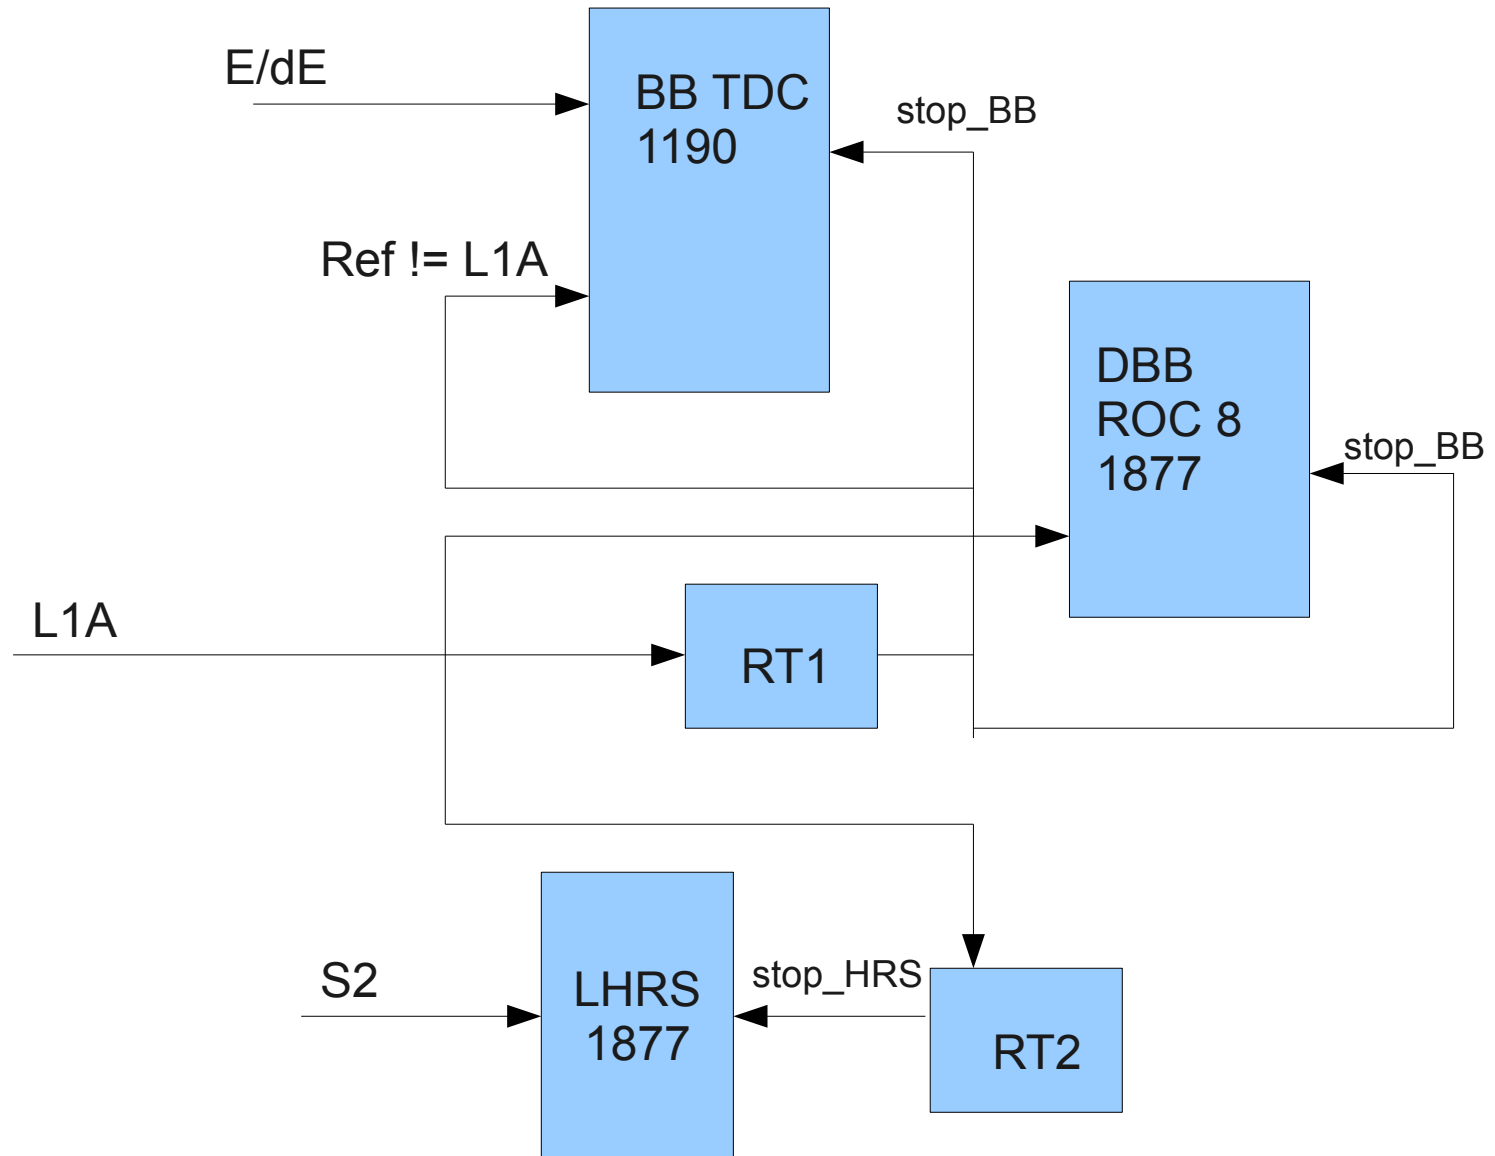 E/dE
BB TDC
1190
stop_BB
Ref != L1A
DBB
ROC 8
1877
stop_BB
L1A
RT1
S2
LHRS
1877
stop_HRS
RT2